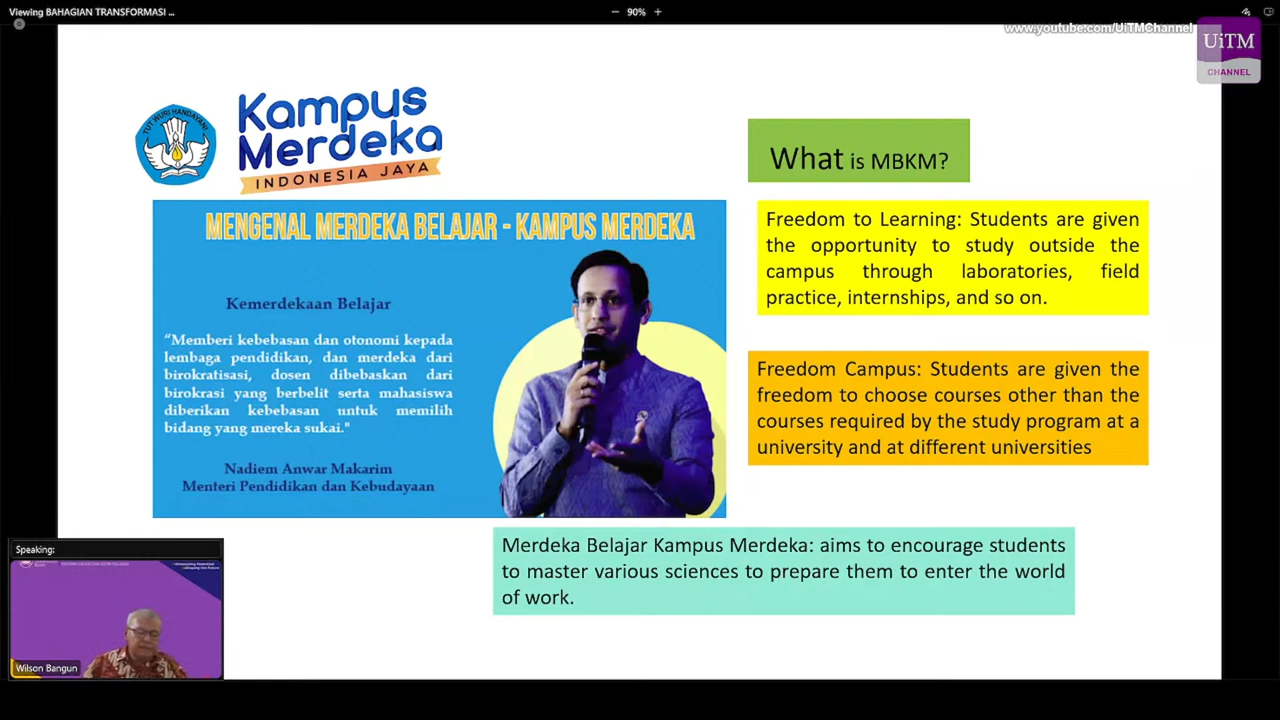 Viewing BAHAGIAN TRANSFORMASI ...
90%
www.youtube.com/UiTMChannel
UiTM
CHANNEL
TUT WURI HANDAYANI
Kampus
Merdeka
INDONESIA JAYA
What is MBKM?
MENGENAL MERDEKA BELAJAR - KAMPUS MERDEKA
Kemerdekaan Belajar
"Memberi kebebasan dan otonomi kepada
lembaga pendidikan, dan merdeka dari
birokratisasi, dosen dibebaskan dari
birokrasi yang berbelit serta mahasiswa
diberikan kebebasan untuk memilih
bidang yang mereka sukai."
Nadiem Anwar Makarim
Menteri Pendidikan dan Kebudayaan
Freedom to Learning: Students are given
the opportunity to study outside the
campus through laboratories, field
practice, internships, and so on.
Freedom Campus: Students are given the
freedom to choose courses other than the
courses required by the study program at a
university and at different universities
Merdeka Belajar Kampus Merdeka: aims to encourage students
to master various sciences to prepare them to enter the world
of work.
Speaking:
Wilson Bangun